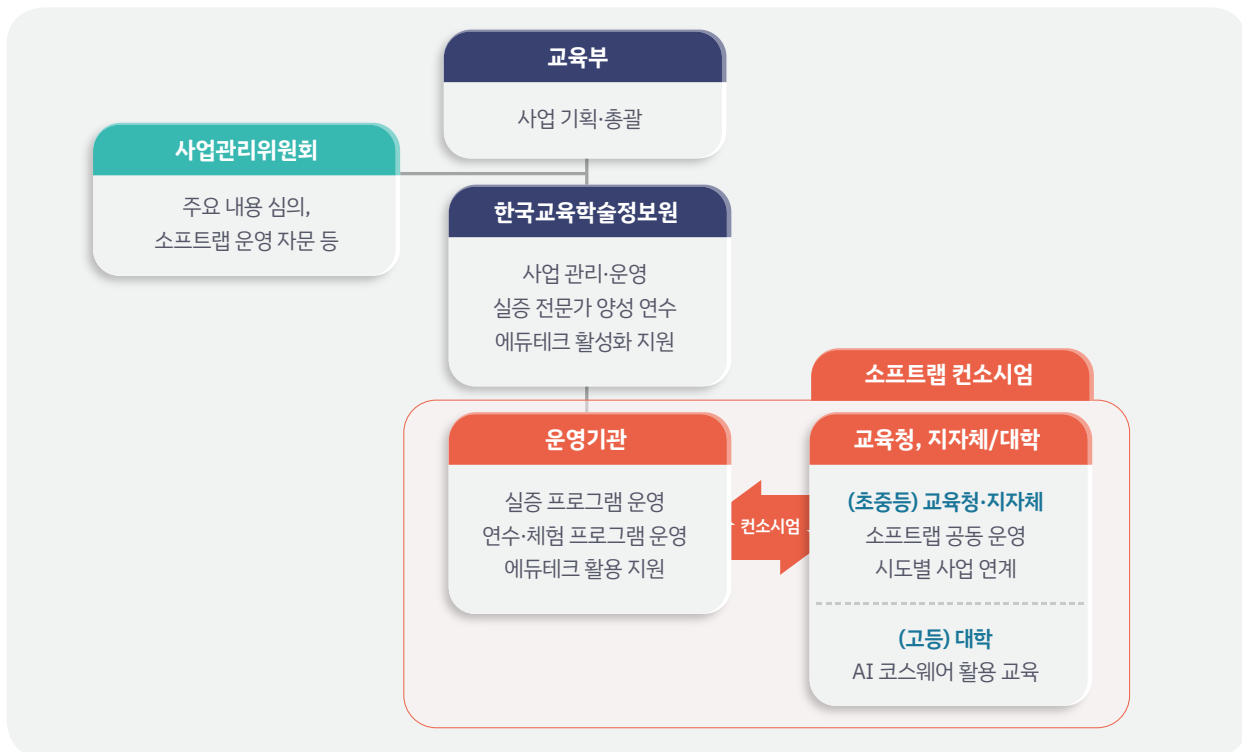 교육부
사업 기획·총괄
사업관리위원회
주요 내용 심의,
소프트랩 운영 자문 등
한국교육학술정보원
사업 관리·운영
실증 전문가 양성 연수
에듀테크 활성화 지원
소프트랩 컨소시엄
운영기관
실증 프로그램 운영
연수·체험 프로그램 운영
에듀테크 활용 지원
컨소시엄
교육청, 지자체/대학
(초중등) 교육청·지자체
소프트랩 공동 운영
시도별 사업 연계
(고등) 대학
AI 코스웨어 활용 교육